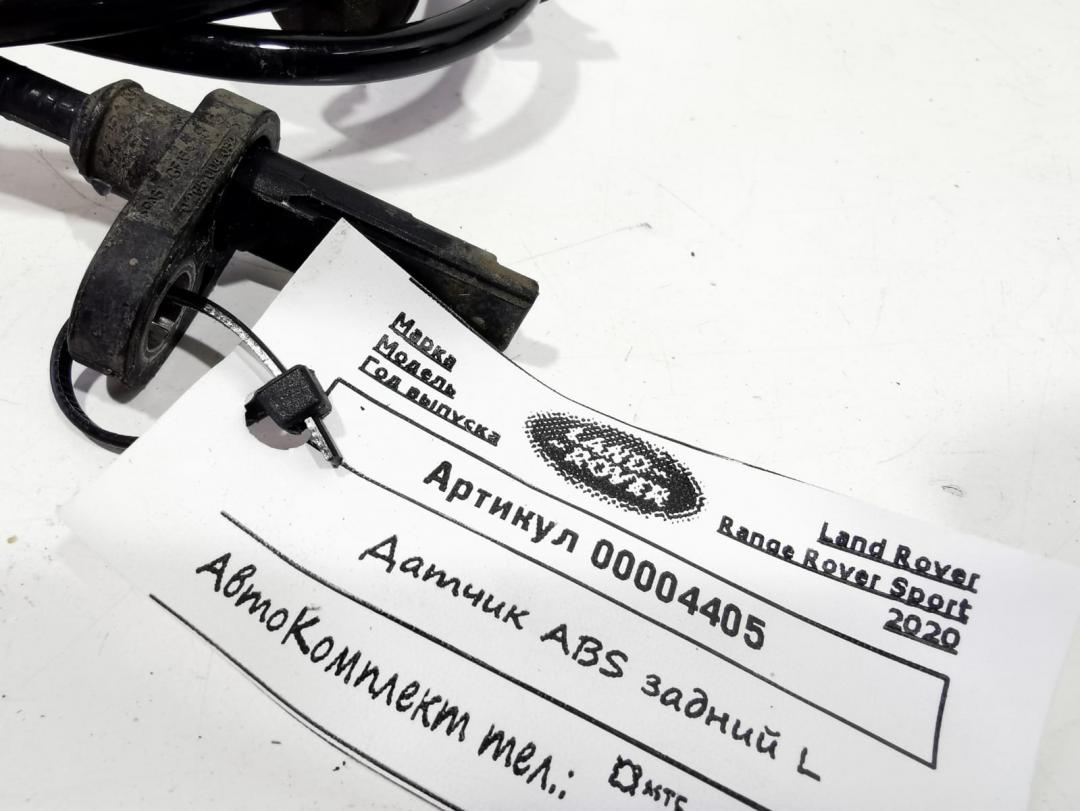 Марка
Модель
Год выпуска
LAND
ROVER
Land Rover
Range Rover Sport
2020
Артикул 00004405
Датчик ABS задний L
АвтоКомплект тел.: